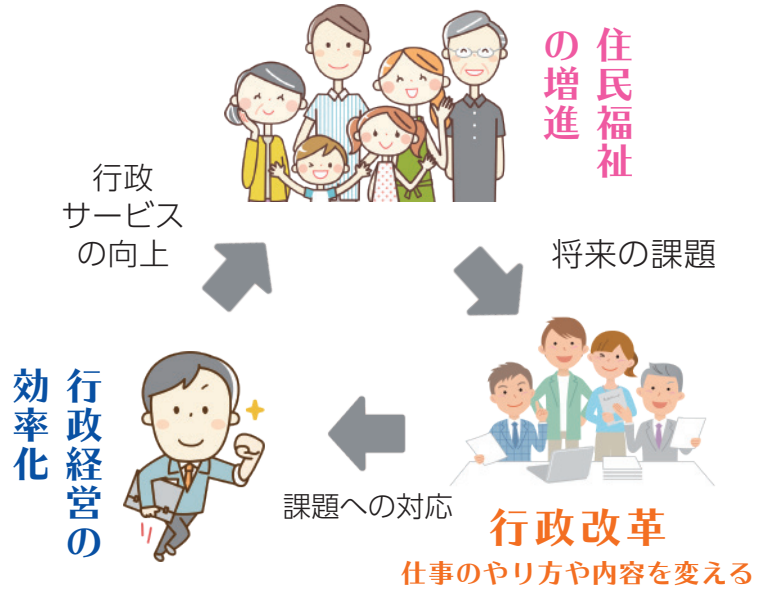 住民福祉
の増進
行政
サービス
の向上
将来の課題
行政経営の
効率化
課題への対応
行政改革
仕事のやり方や内容を変える